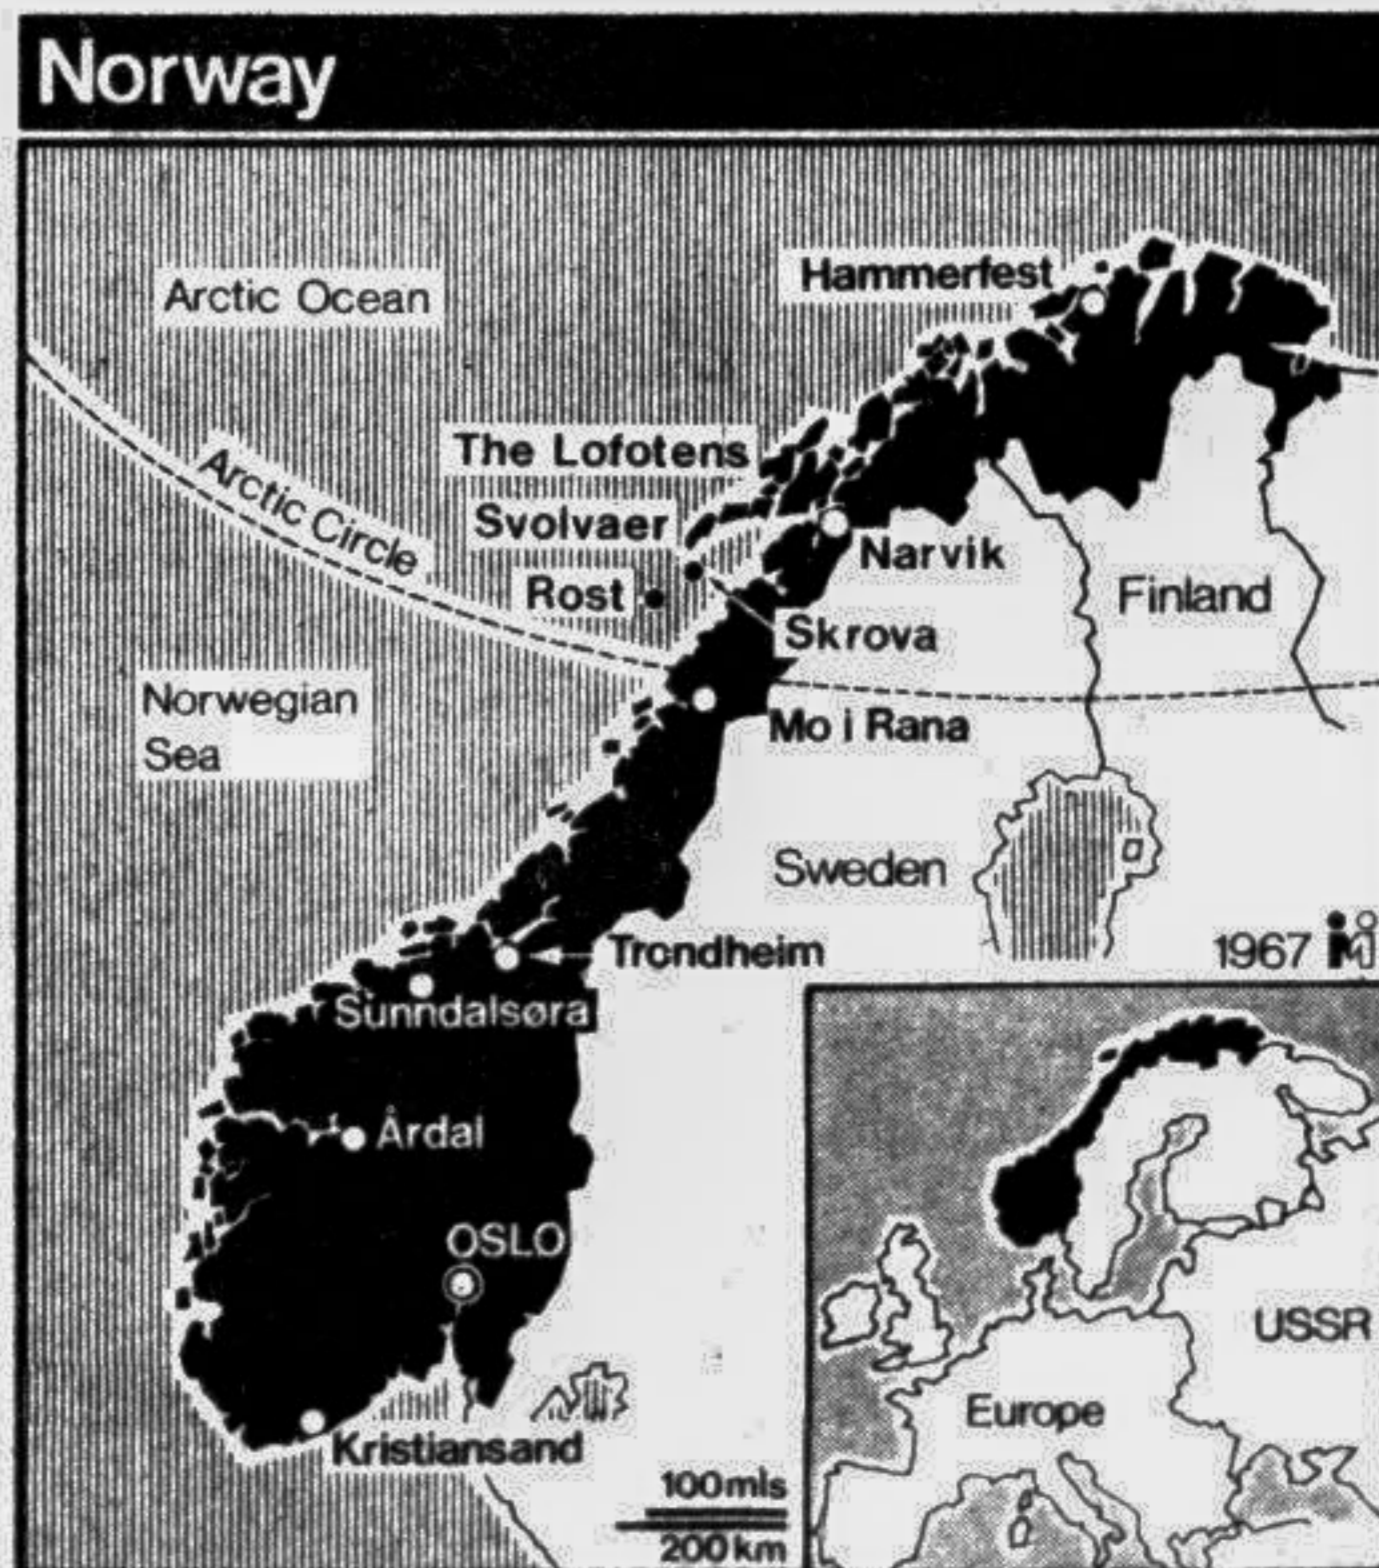 Norway
Hammerfest
Arctic Ocean
The Lofotens
Arctic Circle
Svolvaer
Narvik
Rost
Finland
Skrova
Norwegian
Sea
Mo i Rana
Sweden
Trondheim
1967
Sunndalsøra
Årdal
OSLO
USSR
Europe
Kristiansand
100mls
200km